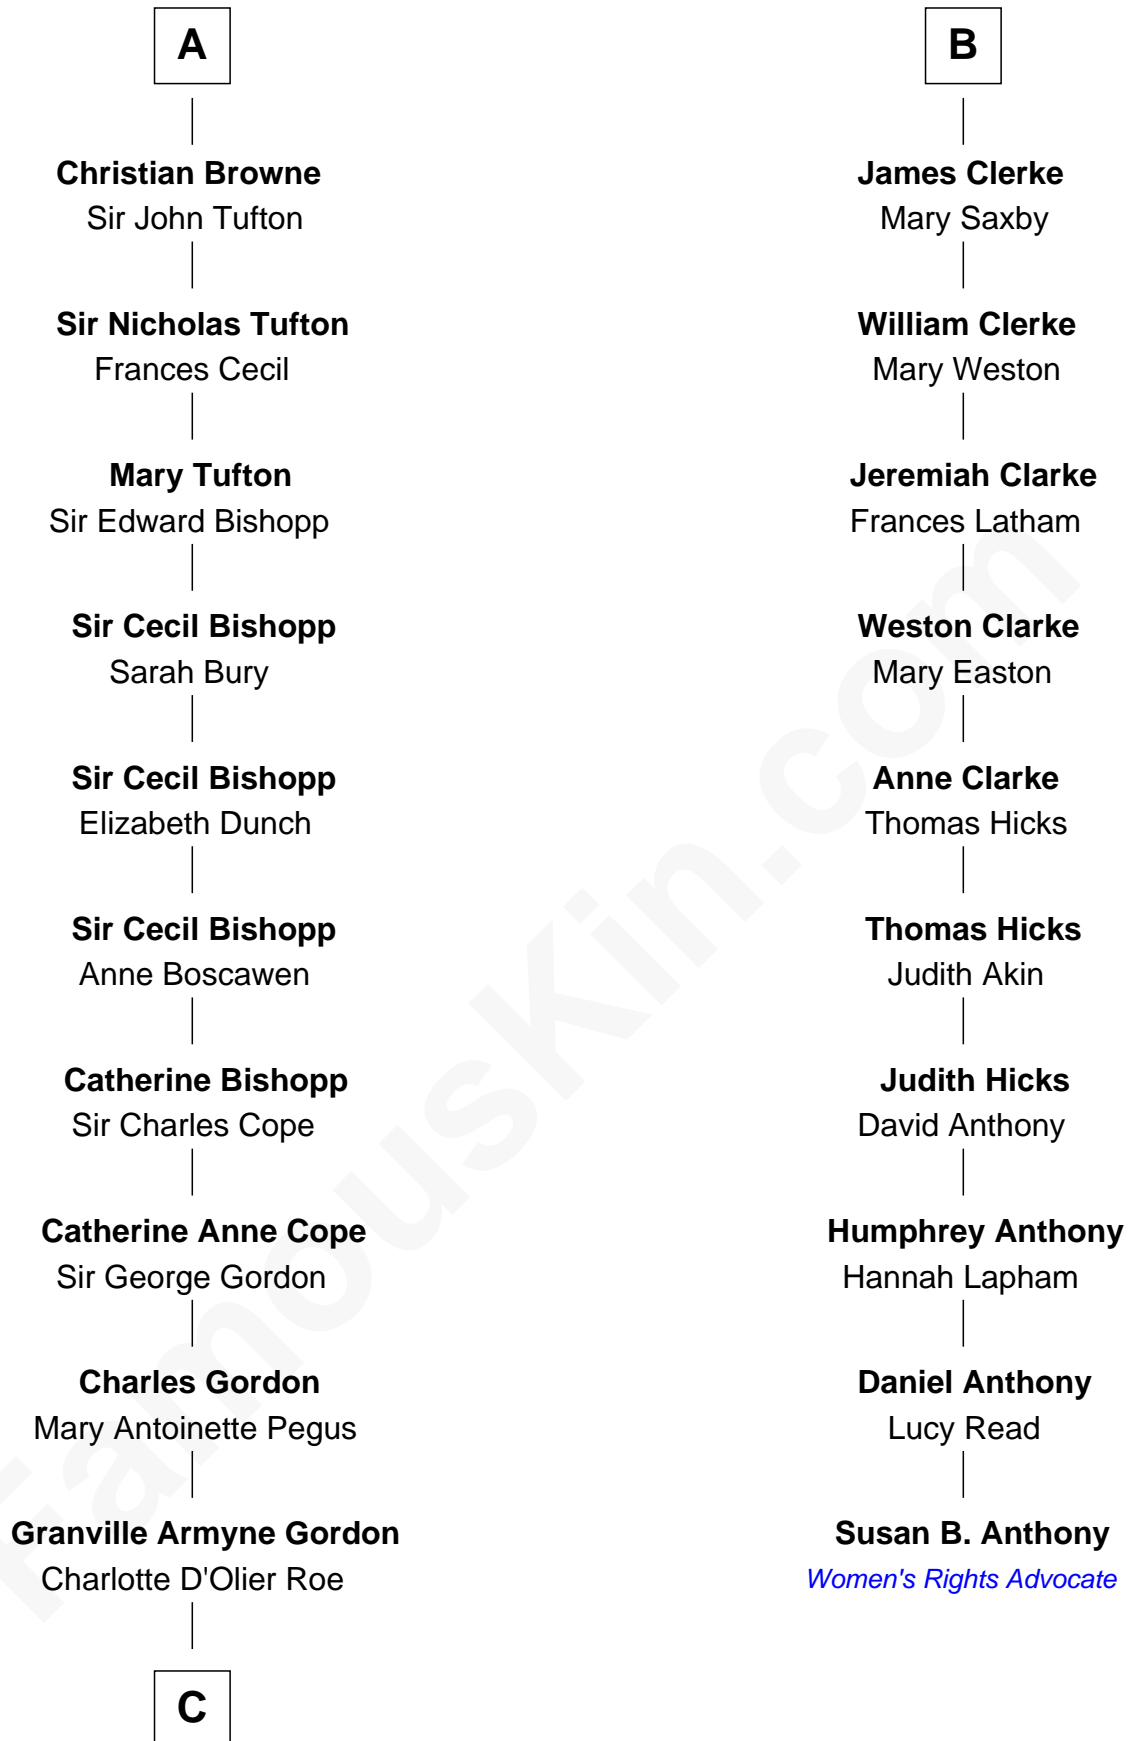 A
Christian Browne
Sir John Tufton
Sir Nicholas Tufton
Frances Cecil
Mary Tufton
Sir Edward Bishopp
Sir Cecil Bishopp
Sarah Bury
Sir Cecil Bishopp
Elizabeth Dunch
Sir Cecil Bishopp
Anne Boscawen
Catherine Bishopp
Sir Charles Cope
Catherine Anne Cope
Sir George Gordon
Charles Gordon
Mary Antoinette Pegus
Granville Armyne Gordon
Charlotte D'Olier Roe
C
B
James Clerke
Mary Saxby
William Clerke
Mary Weston
Jeremiah Clarke
Frances Latham
Weston Clarke
Mary Easton
Anne Clarke
Thomas Hicks
Thomas Hicks
Judith Akin
Judith Hicks
David Anthony
Humphrey Anthony
Hannah Lapham
Daniel Anthony
Lucy Read
Susan B. Anthony
Women's Rights Advocate
FamousKin.com